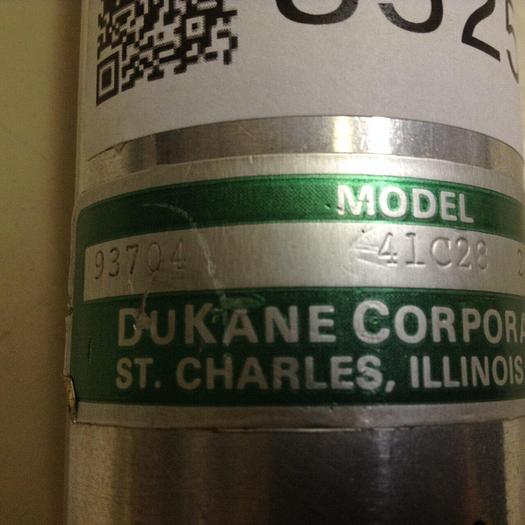 MODEL
93704 41C28
DUKANE CORPORA
ST. CHARLES, ILLINOIS